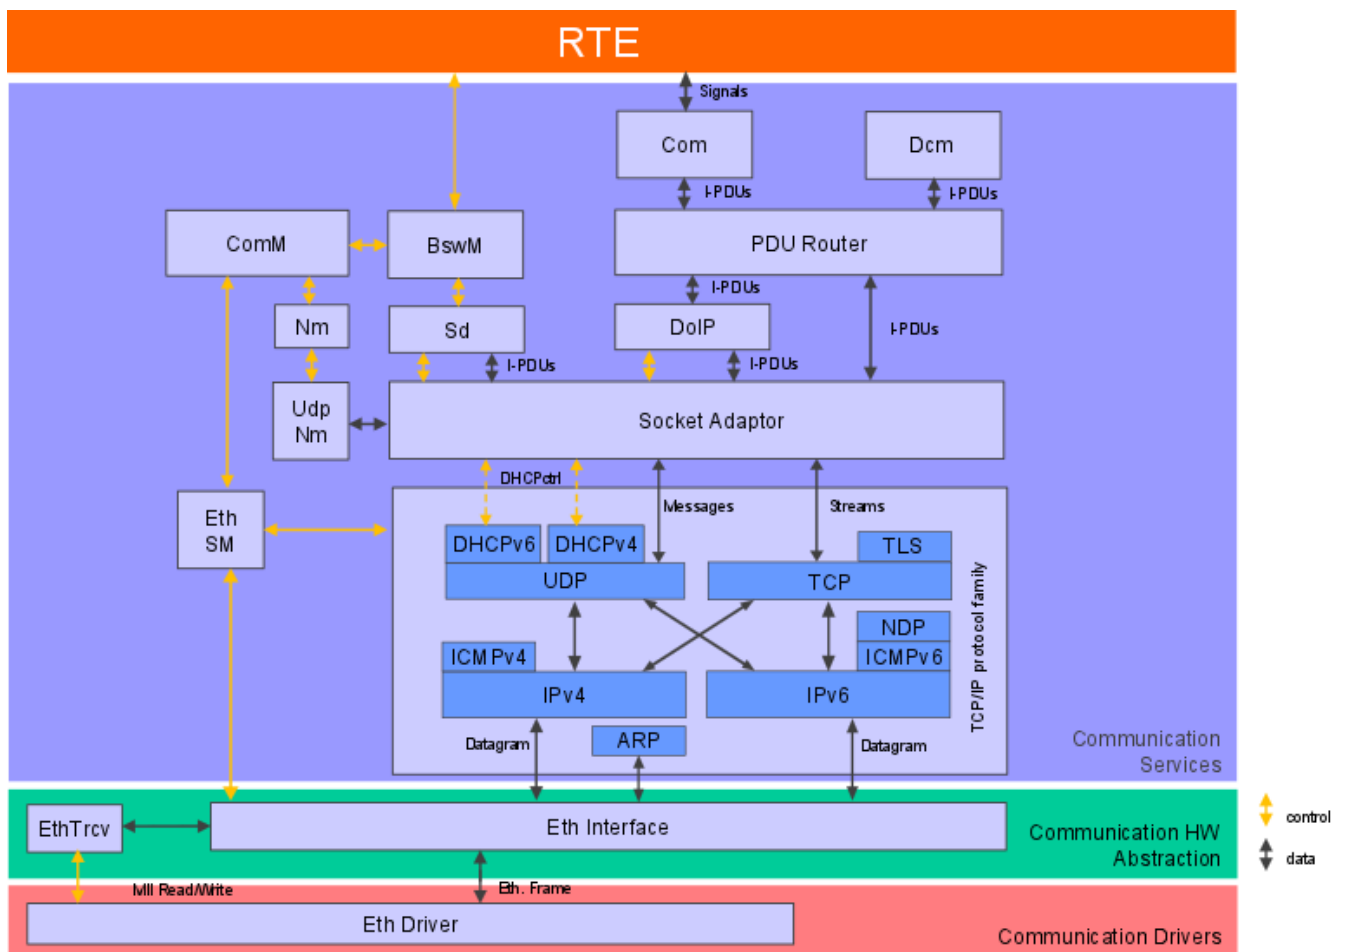 RTE
Signals
Com
Dcm
I-PDUs
I-PDUs
ComM
BswM
PDU Router
I-PDUs
Nm
Sd
DoIP
I-PDUs
I-PDUs
I-PDUs
Udp
Nm
Socket Adaptor
DHCPctrl
Messages
Streams
Eth
SM
DHCPv6
DHCPv4
TLS
UDP
TCP
NDP
ICMPv4
ICMPv6
IPv4
IPv6
TCP/IP protocol family
ARP
Datagram
Datagram
Communication
Services
EthTrcv
Eth Interface
Communication HW
Abstraction
control
data
MII Read/Write
Eth. Frame
Eth Driver
Communication Drivers